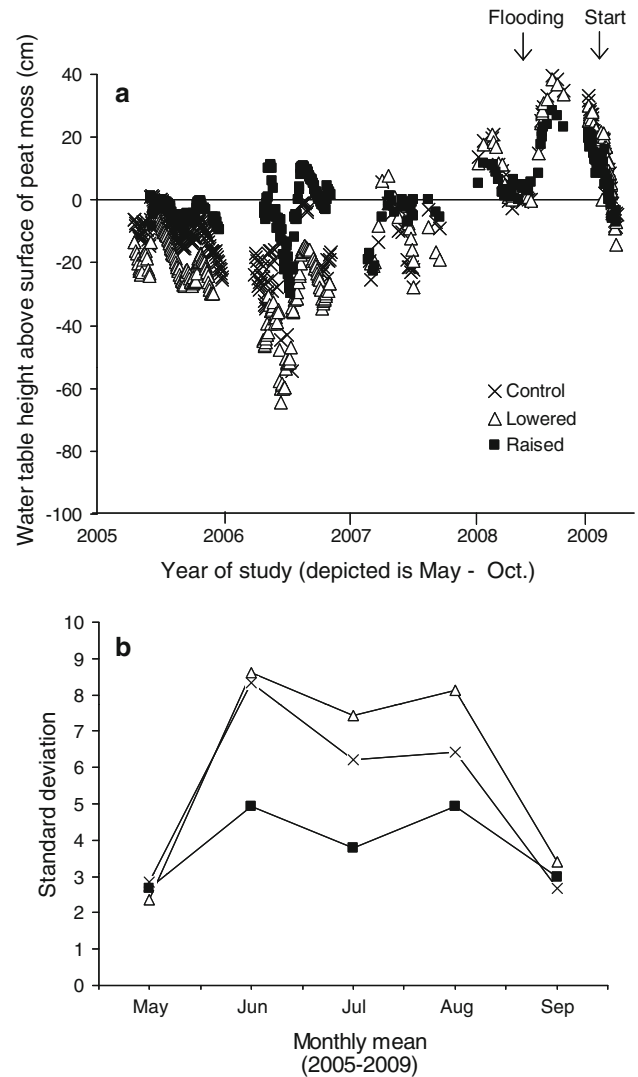 Flooding Start
a
Water table height above surface of peat moss (cm)
40
20
0
-20
-40
-60
-80
-100
Control
Lowered
Raised
2005 2006 2007 2008 2009
Year of study (depicted is May - Oct.)
b
Standard deviation
10
9
8
7
6
5
4
3
2
1
0
May Jun Jul Aug Sep
Monthly mean
(2005-2009)